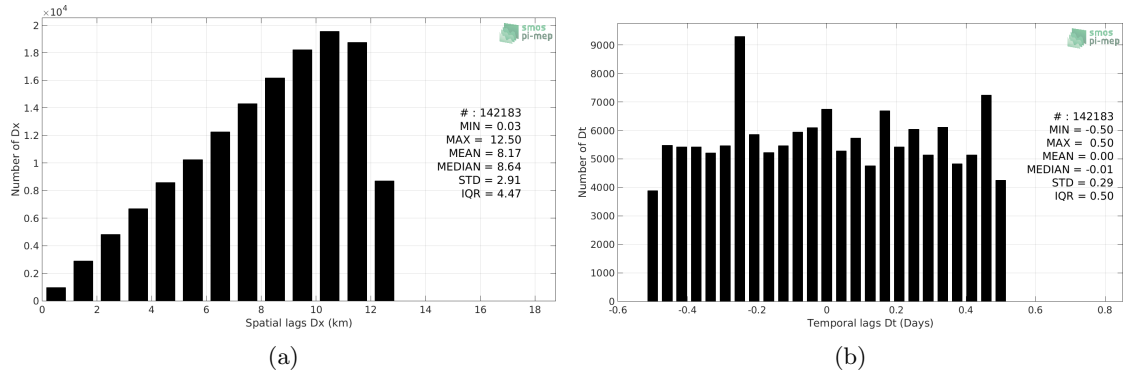 ×10⁴
2
1.8
1.6
1.4
1.2
1
0.8
0.6
0.4
0.2
0
Number of Dx
0 2 4 6 8 10 12 14 16 18
Spatial lags Dx (km)
smos
pi-mep
# : 142183
MIN = 0.03
MAX = 12.50
MEAN = 8.17
MEDIAN = 8.64
STD = 2.91
IQR = 4.47
(a)
9000
8000
7000
6000
5000
4000
3000
2000
1000
0
Number of Dt
-0.6 -0.4 -0.2 0 0.2 0.4 0.6 0.8
Temporal lags Dt (Days)
smos
pi-mep
# : 142183
MIN = -0.50
MAX = 0.50
MEAN = 0.00
MEDIAN = -0.01
STD = 0.29
IQR = 0.50
(b)